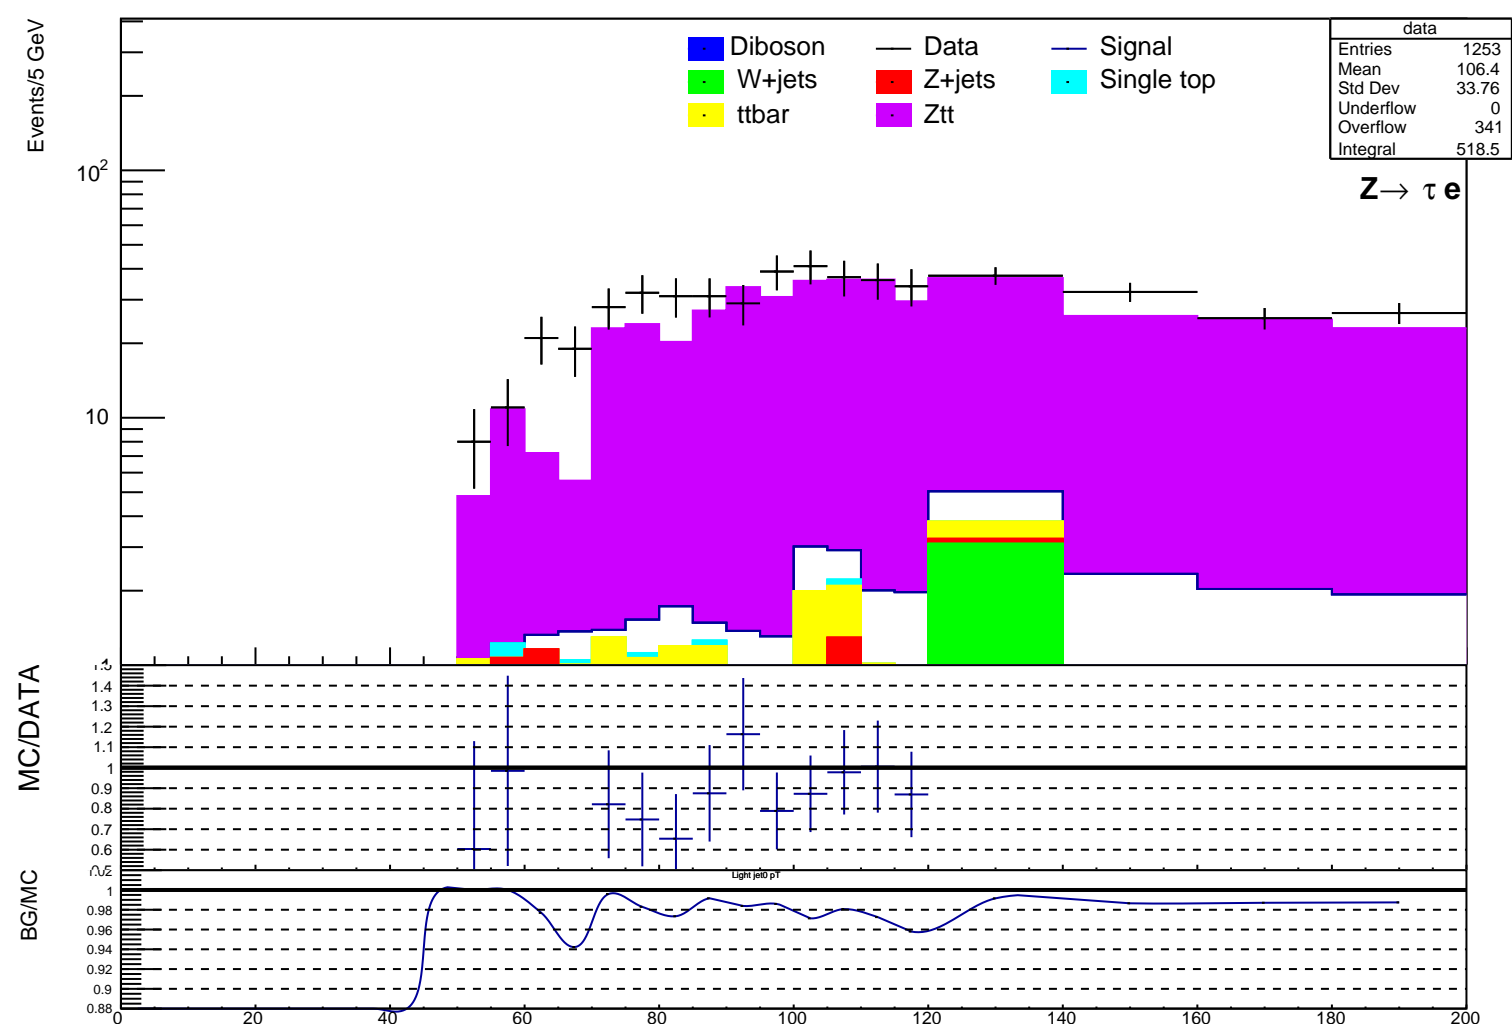 Events/5 GeV
10²
10
Diboson
Data
Signal
W+jets
Z+jets
Single top
ttbar
Ztt
data
Entries 1253
Mean 106.4
Std Dev 33.76
Underflow 0
Overflow 341
Integral 518.5
Z→ τ e
MC/DATA
1.4
1.3
1.2
1.1
1
0.9
0.8
0.7
0.6
Light jet0 pT
BG/MC
1
0.98
0.96
0.94
0.92
0.9
0.88
0 20 40 60 80 100 120 140 160 180 200